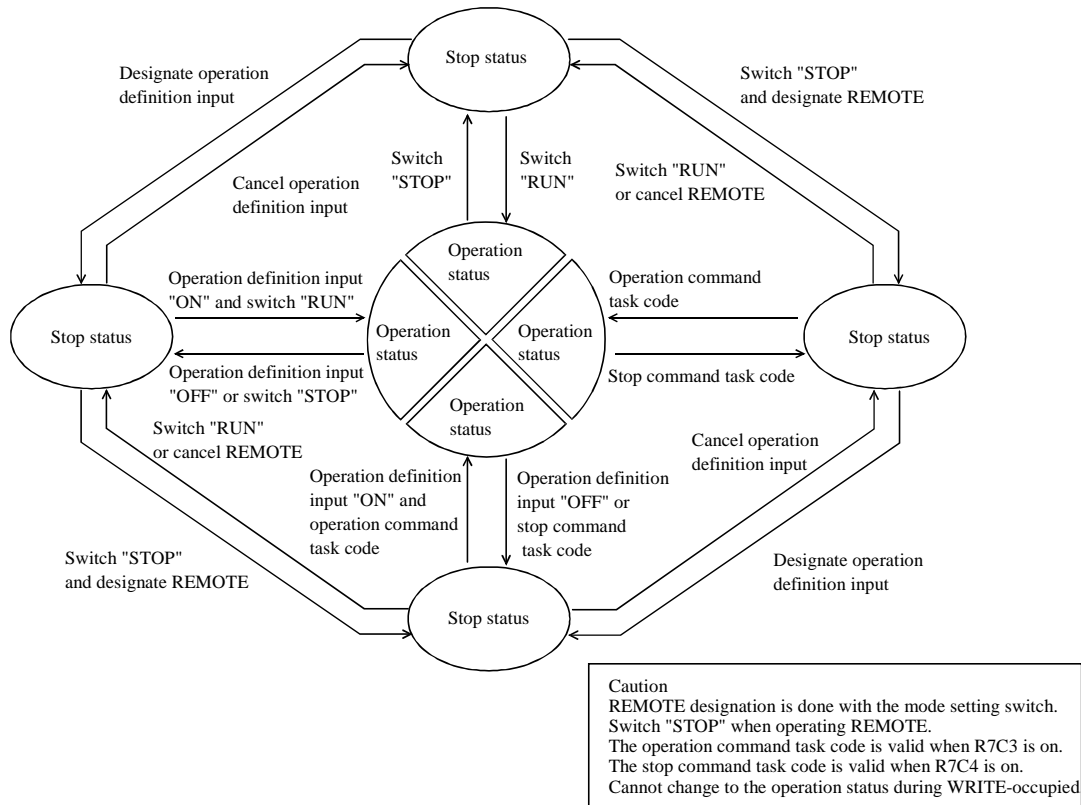 Stop status
Designate operation
definition input
Switch "STOP"
and designate REMOTE
Switch
"STOP"
Switch
"RUN"
Cancel operation
definition input
Switch "RUN"
or cancel REMOTE
Operation
status
Operation definition input
"ON" and switch "RUN"
Operation command
task code
Stop status
Operation
status
Operation
status
Stop status
Operation definition input
"OFF" or switch "STOP"
Stop command task code
Operation
status
Switch "RUN"
or cancel REMOTE
Cancel operation
definition input
Operation definition
input "ON" and
operation command
task code
Operation definition
input "OFF" or
stop command
task code
Switch "STOP"
and designate REMOTE
Designate operation
definition input
Stop status
Caution
REMOTE designation is done with the mode setting switch.
Switch "STOP" when operating REMOTE.
The operation command task code is valid when R7C3 is on.
The stop command task code is valid when R7C4 is on.
Cannot change to the operation status during WRITE-occupied